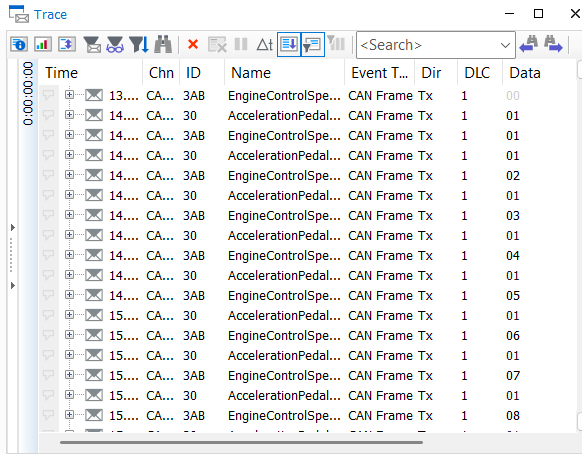 Trace
<Search>
Time Chn ID Name Event T... Dir DLC Data
0:00:00:00
13.... CA... 3AB EngineControlSpe... CAN Frame Tx 1 00
14.... CA... 30 AccelerationPedal... CAN Frame Tx 1 01
14.... CA... 3AB EngineControlSpe... CAN Frame Tx 1 01
14.... CA... 30 AccelerationPedal... CAN Frame Tx 1 01
14.... CA... 3AB EngineControlSpe... CAN Frame Tx 1 02
14.... CA... 30 AccelerationPedal... CAN Frame Tx 1 01
14.... CA... 3AB EngineControlSpe... CAN Frame Tx 1 03
14.... CA... 30 AccelerationPedal... CAN Frame Tx 1 01
14.... CA... 3AB EngineControlSpe... CAN Frame Tx 1 04
14.... CA... 30 AccelerationPedal... CAN Frame Tx 1 01
14.... CA... 3AB EngineControlSpe... CAN Frame Tx 1 05
15.... CA... 30 AccelerationPedal... CAN Frame Tx 1 01
15.... CA... 3AB EngineControlSpe... CAN Frame Tx 1 06
15.... CA... 30 AccelerationPedal... CAN Frame Tx 1 01
15.... CA... 3AB EngineControlSpe... CAN Frame Tx 1 07
15.... CA... 30 AccelerationPedal... CAN Frame Tx 1 01
15.... CA... 3AB EngineControlSpe... CAN Frame Tx 1 08